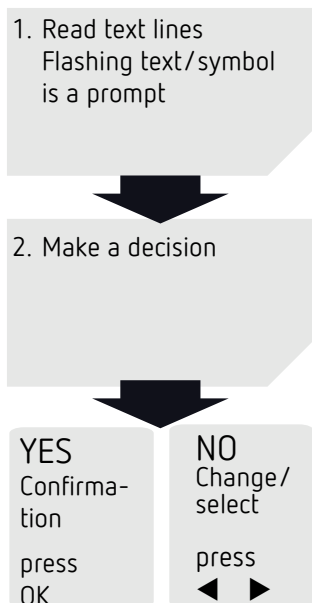 1. Read text lines
Flashing text/symbol
is a prompt
2. Make a decision
YES
Confirma-
tion
press
OK
NO
Change/
select
press
◀ ▶